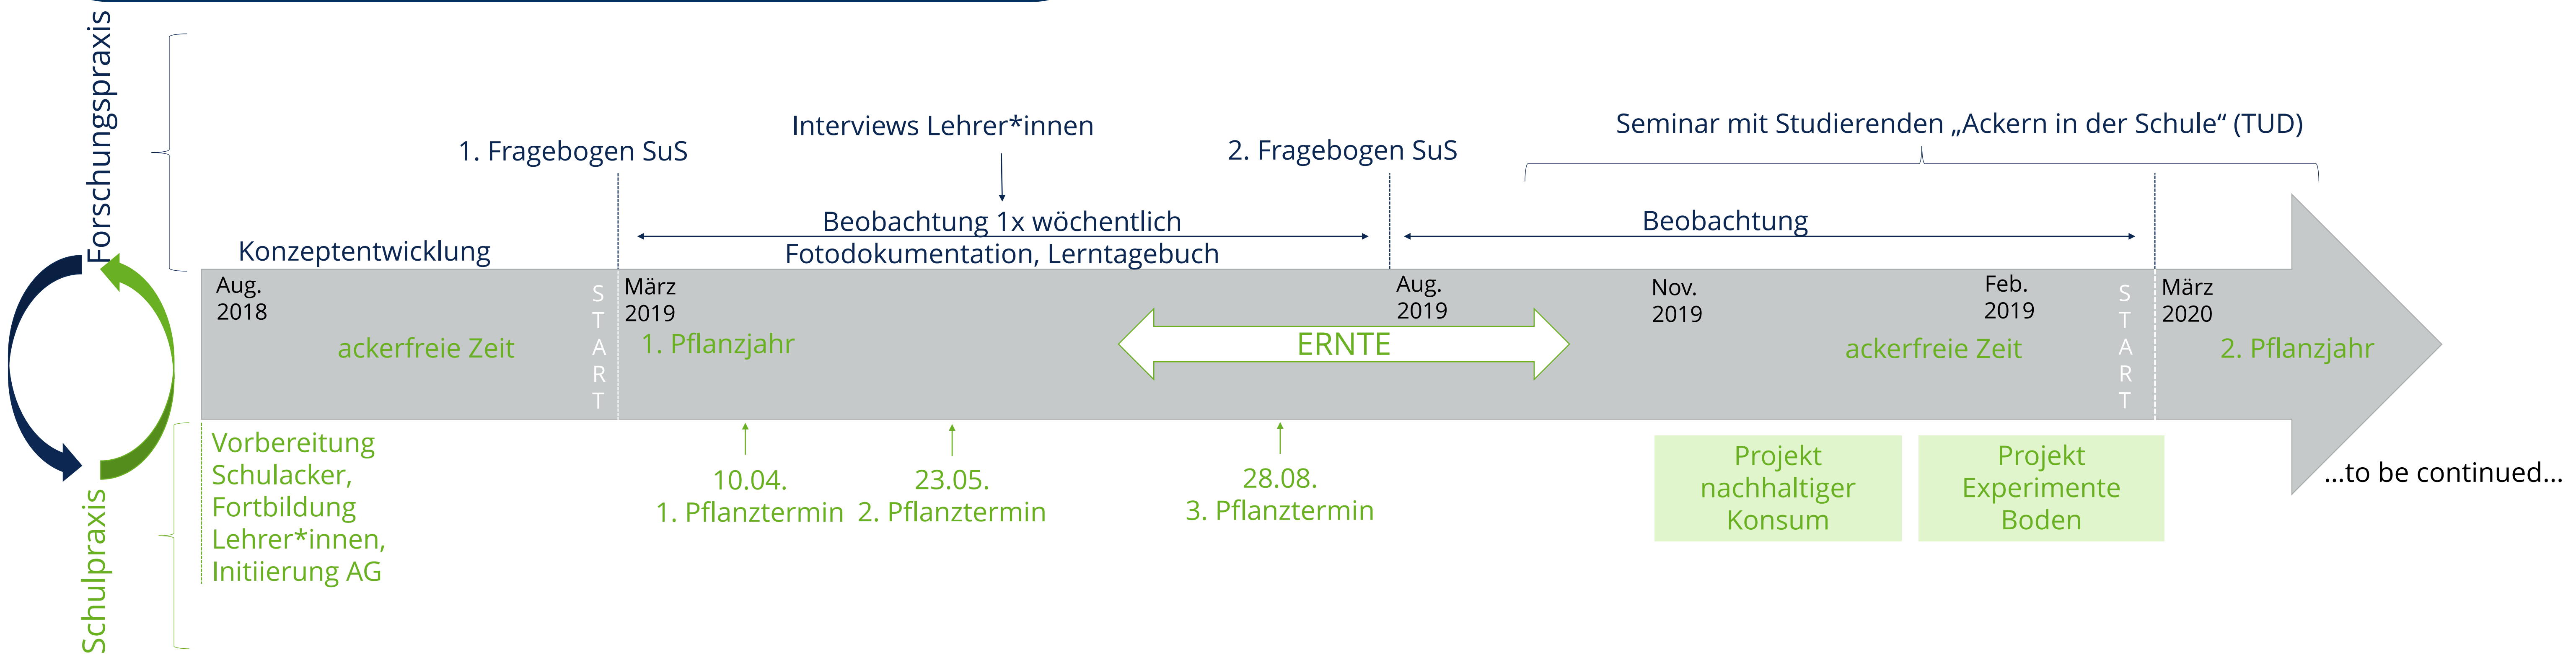 Forschungspraxis
Interviews Lehrer*innen
Seminar mit Studierenden „Ackern in der Schule“ (TUD)
1. Fragebogen SuS
2. Fragebogen SuS
Beobachtung 1x wöchentlich
Fotodokumentation, Lerntagebuch
Beobachtung
Konzeptentwicklung
Aug.
2018
START
März
2019
Aug.
2019
Nov.
2019
Feb.
2019
START
März
2020
ackerfreie Zeit
1. Pflanzjahr
ERNTE
ackerfreie Zeit
2. Pflanzjahr
Schulpraxis
Vorbereitung
Schulacker,
Fortbildung
Lehrer*innen,
Initiierung AG
10.04.
1. Pflanztermin
23.05.
2. Pflanztermin
28.08.
3. Pflanztermin
Projekt
nachhaltiger
Konsum
Projekt
Experimente
Boden
...to be continued...